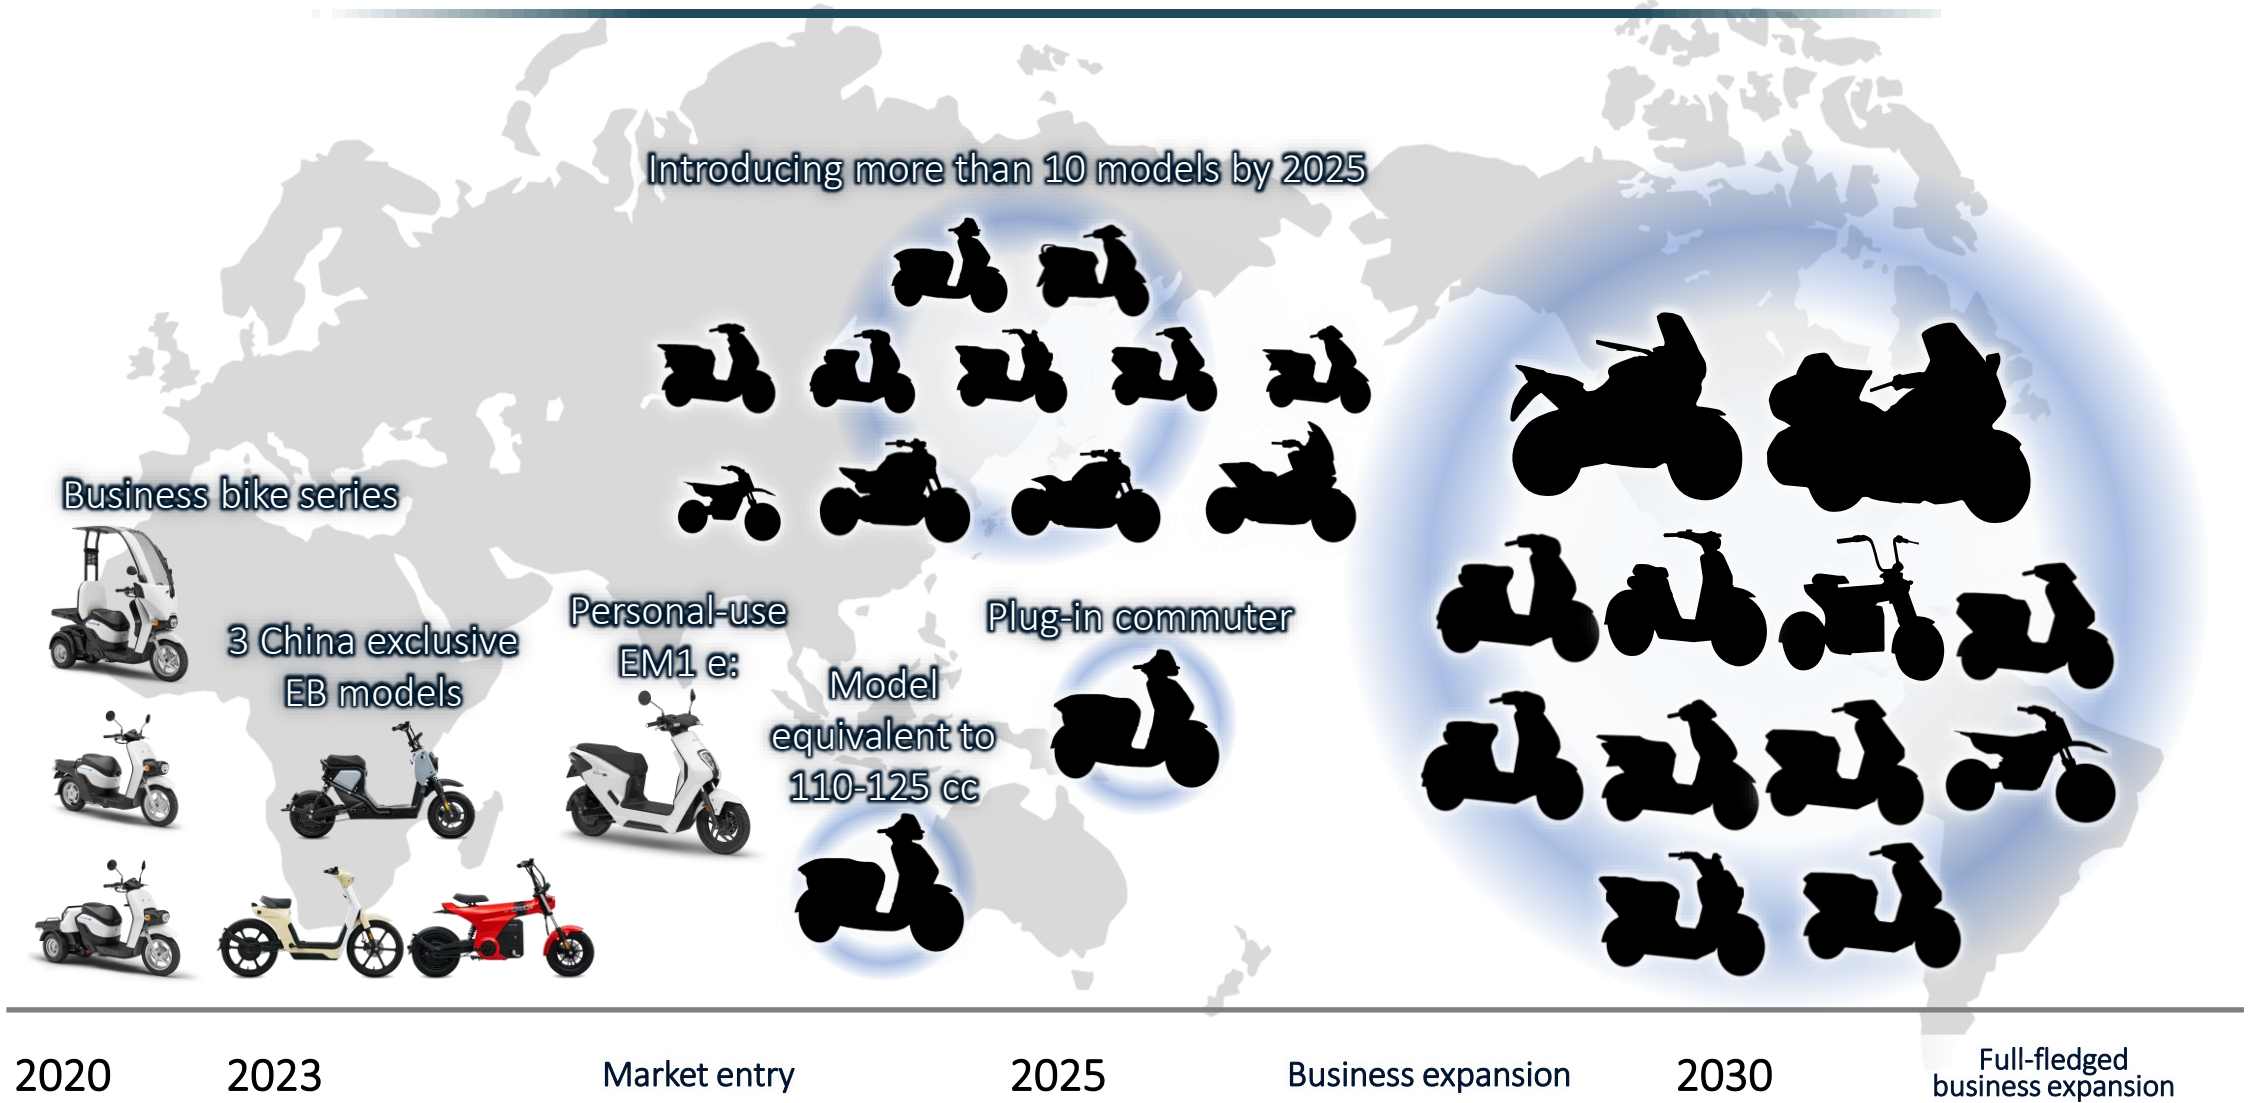 Introducing more than 10 models by 2025
Business bike series
3 China exclusive
EB models
Personal-use
EM1 e:
Model
equivalent to
110-125 cc
Plug-in commuter
2020
2023
Market entry
2025
Business expansion
2030
Full-fledged
business expansion